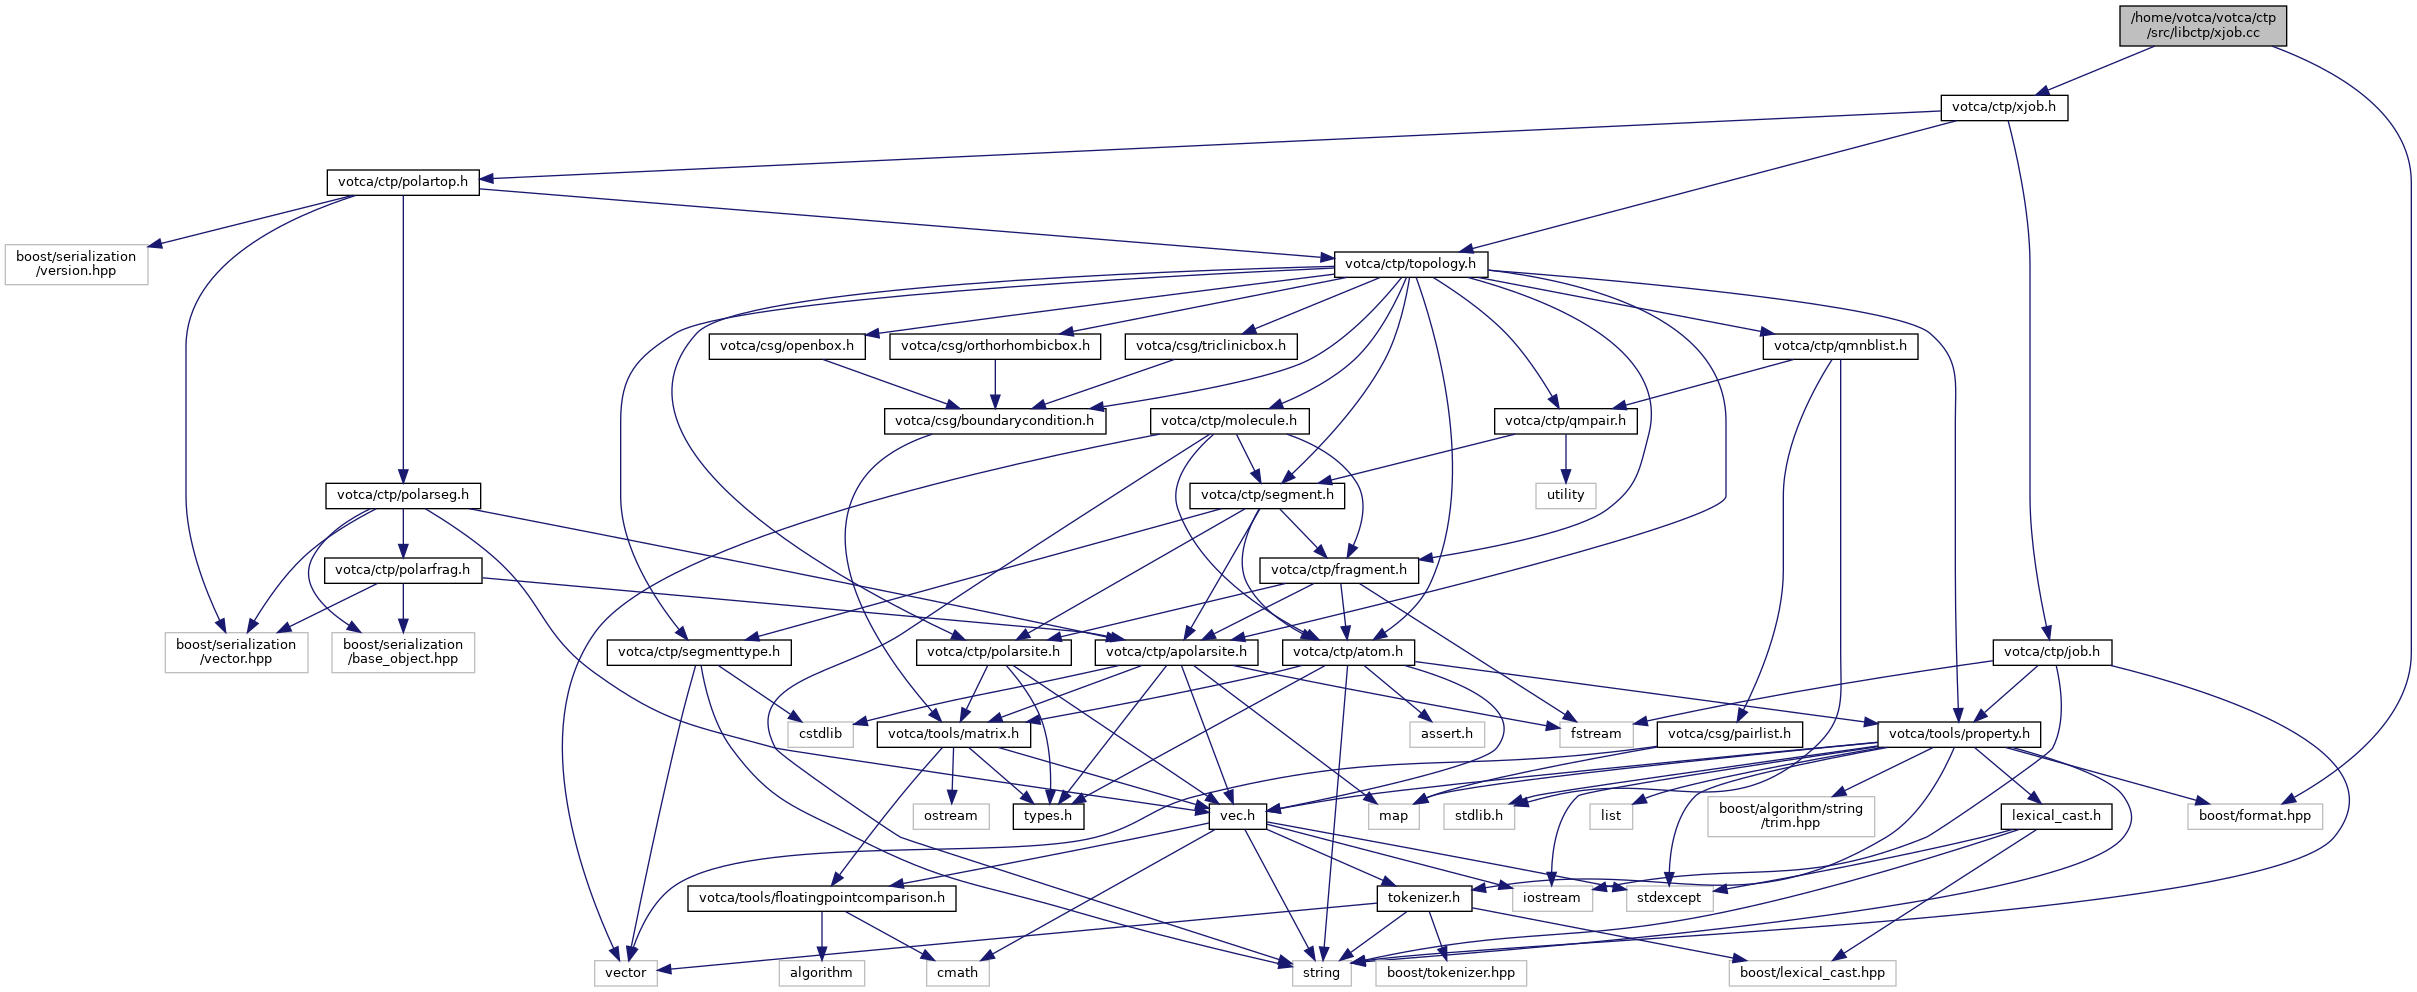 /home/votca/votca/ctp
/src/libctp/xjob.cc
votca/ctp/xjob.h
votca/ctp/polartop.h
boost/serialization
/version.hpp
votca/ctp/topology.h
votca/csg/openbox.h
votca/csg/orthorhombicbox.h
votca/csg/triclinicbox.h
votca/ctp/qmnblist.h
votca/csg/boundarycondition.h
votca/ctp/molecule.h
votca/ctp/qmpair.h
votca/ctp/polarseg.h
votca/ctp/segment.h
utility
votca/ctp/polarfrag.h
votca/ctp/fragment.h
boost/serialization
/vector.hpp
boost/serialization
/base_object.hpp
votca/ctp/segmenttype.h
votca/ctp/polarsite.h
votca/ctp/apolarsite.h
votca/ctp/atom.h
votca/ctp/job.h
cstdlib
votca/tools/matrix.h
assert.h
fstream
votca/csg/pairlist.h
votca/tools/property.h
ostream
types.h
vec.h
map
stdlib.h
list
boost/algorithm/string
/trim.hpp
lexical_cast.h
boost/format.hpp
votca/tools/floatingpointcomparison.h
tokenizer.h
iostream
stdexcept
vector
algorithm
cmath
string
boost/tokenizer.hpp
boost/lexical_cast.hpp